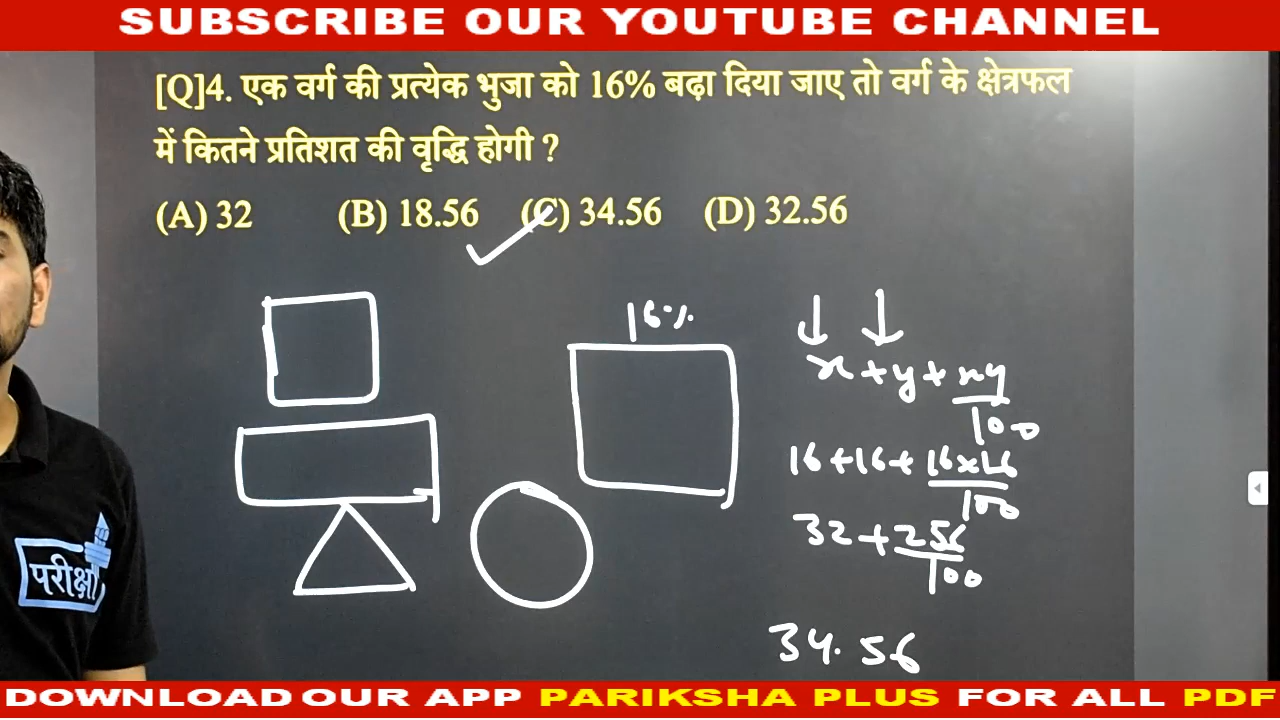 SUBSCRIBE OUR YOUTUBE CHANNEL
[Q]4. एक वर्ग की प्रत्येक भुजा को 16% बढ़ा दिया जाए तो वर्ग के क्षेत्रफल
में कितने प्रतिशत की वृद्धि होगी ?
(A) 32 (B) 18.56 (C) 34.56 (D) 32.56
16%
x + y + xy/100
16 + 16 + 16×16/100
32 + 256/100
34.56
परीक्षा
DOWNLOAD OUR APP PARIKSHA PLUS FOR ALL PDF